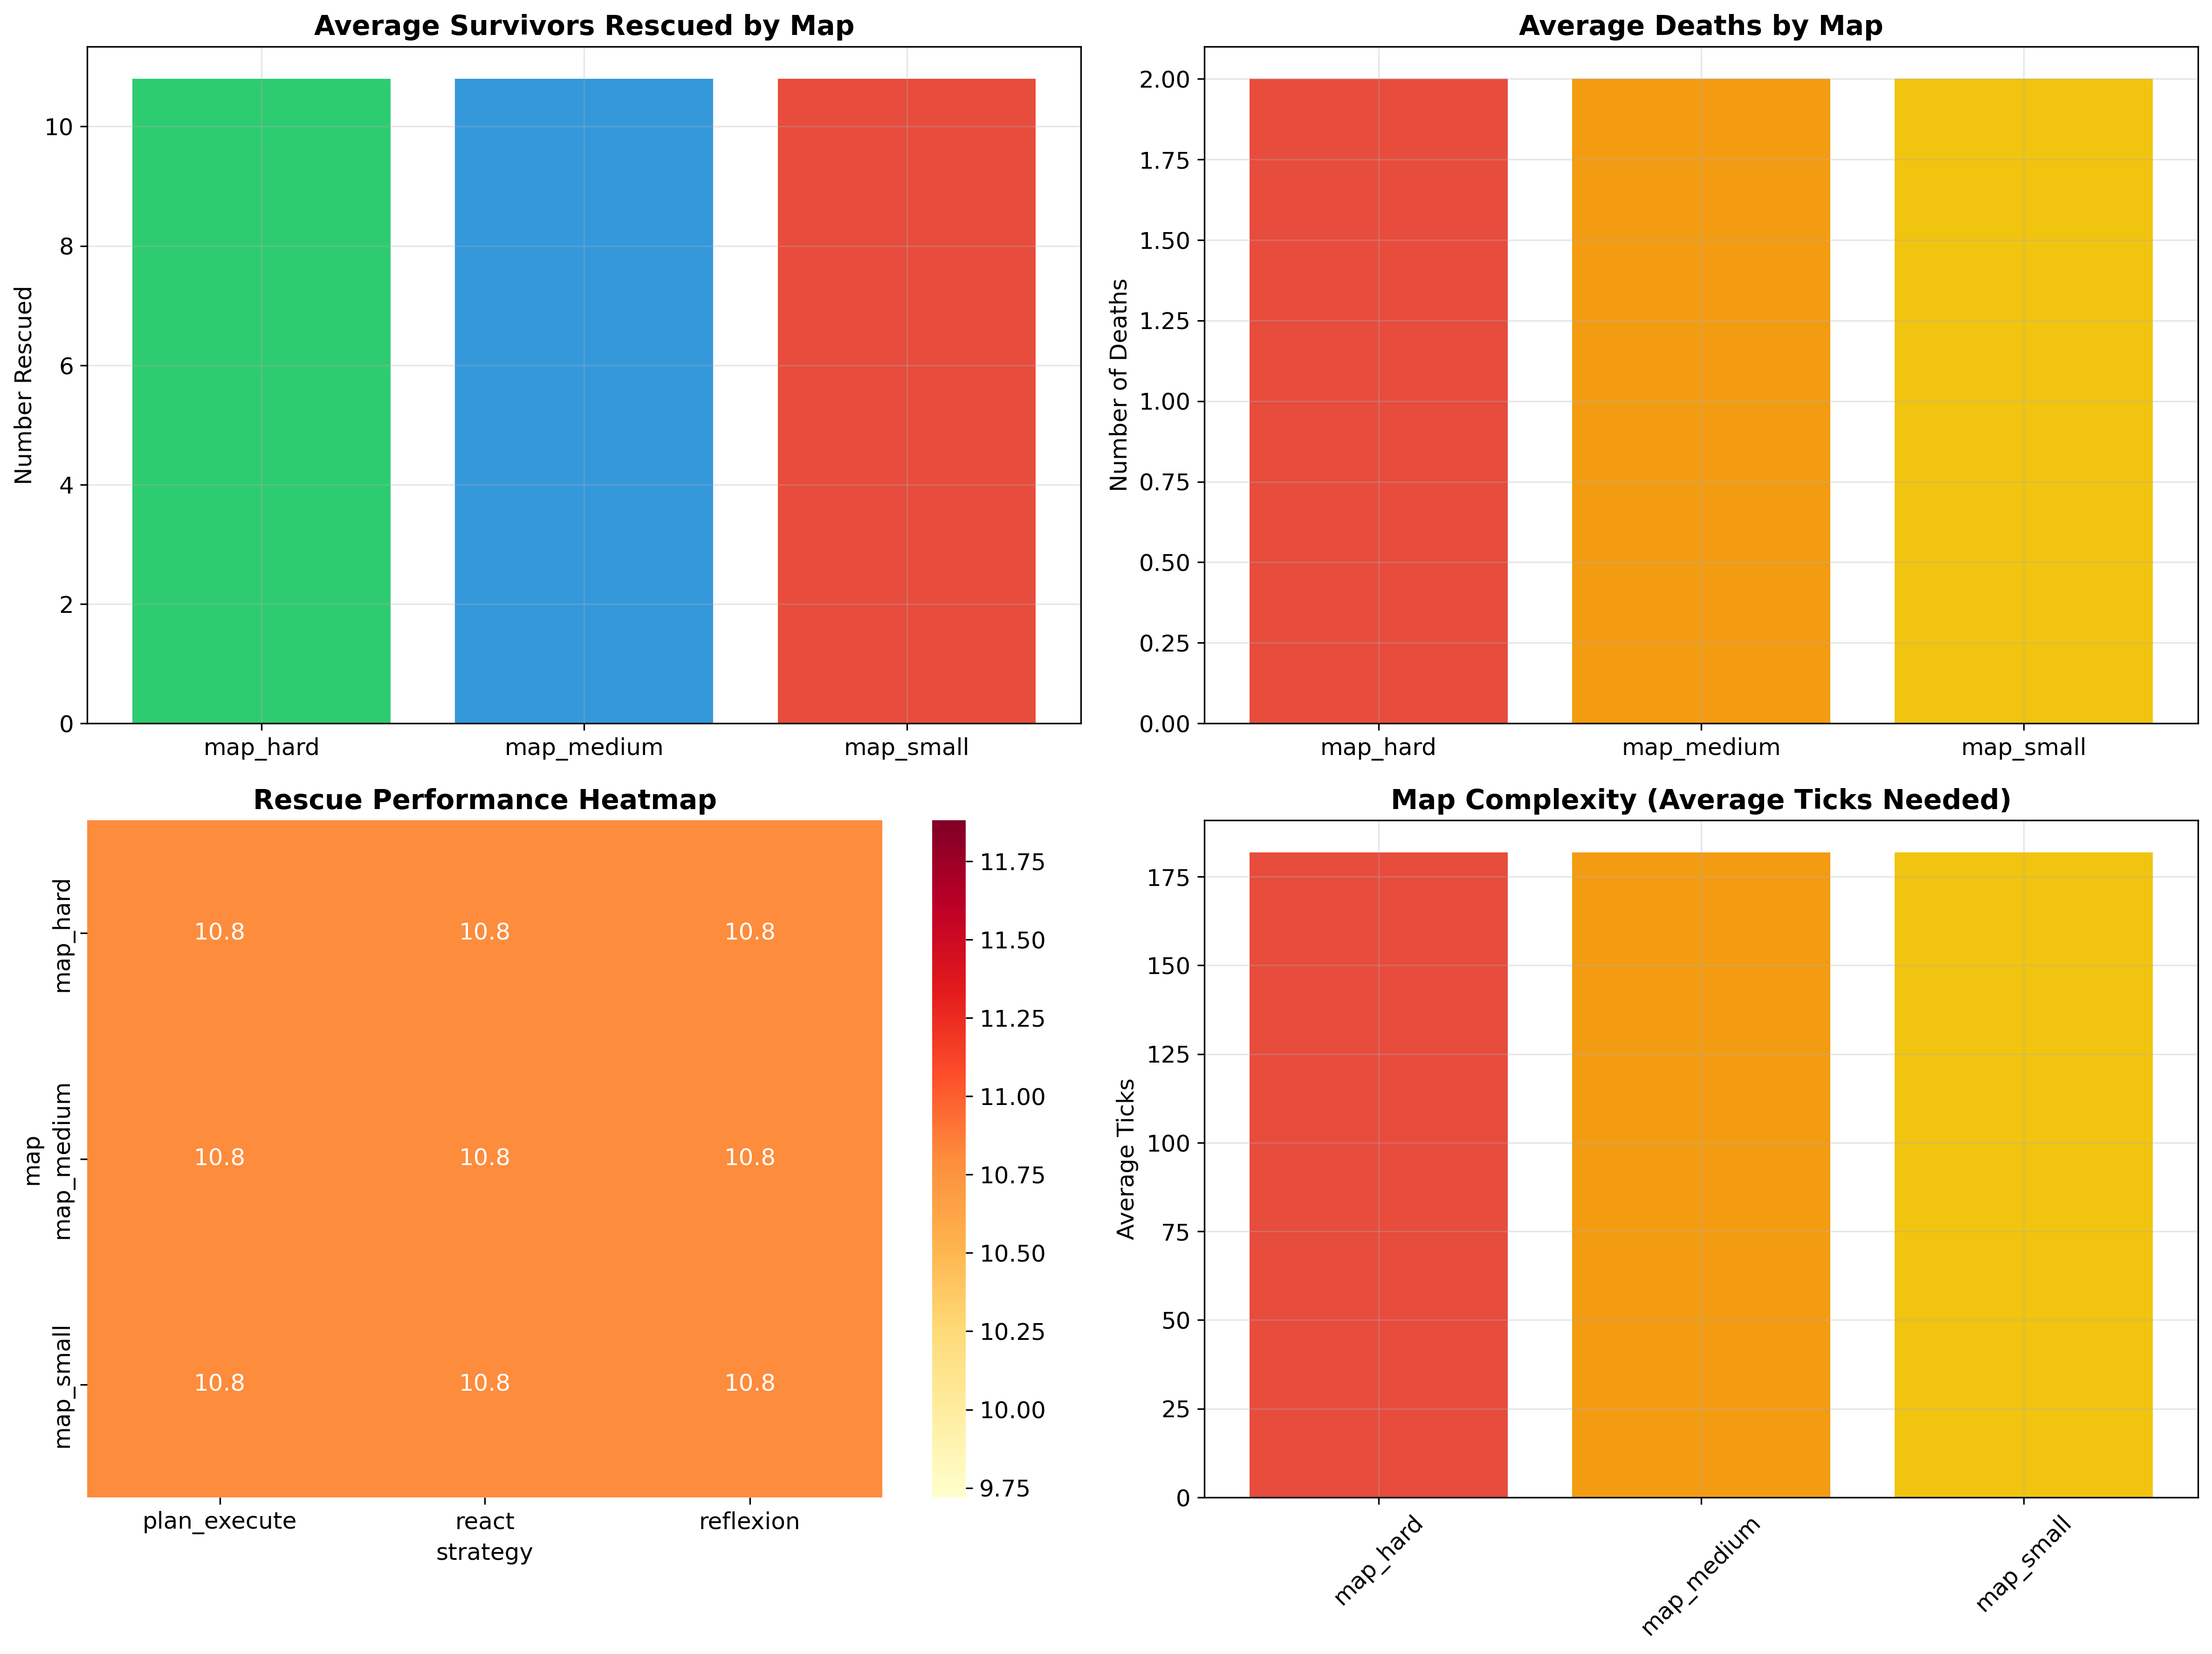 Average Survivors Rescued by Map
Number Rescued
10
8
6
4
2
0
map_hard map_medium map_small
Average Deaths by Map
Number of Deaths
2.00
1.75
1.50
1.25
1.00
0.75
0.50
0.25
0.00
map_hard map_medium map_small
Rescue Performance Heatmap
map
map_hard
10.8 10.8 10.8
map_medium
10.8 10.8 10.8
map_small
10.8 10.8 10.8
plan_execute react reflexion
strategy
11.75
11.50
11.25
11.00
10.75
10.50
10.25
10.00
9.75
Map Complexity (Average Ticks Needed)
Average Ticks
175
150
125
100
75
50
25
0
map_hard
map_medium
map_small